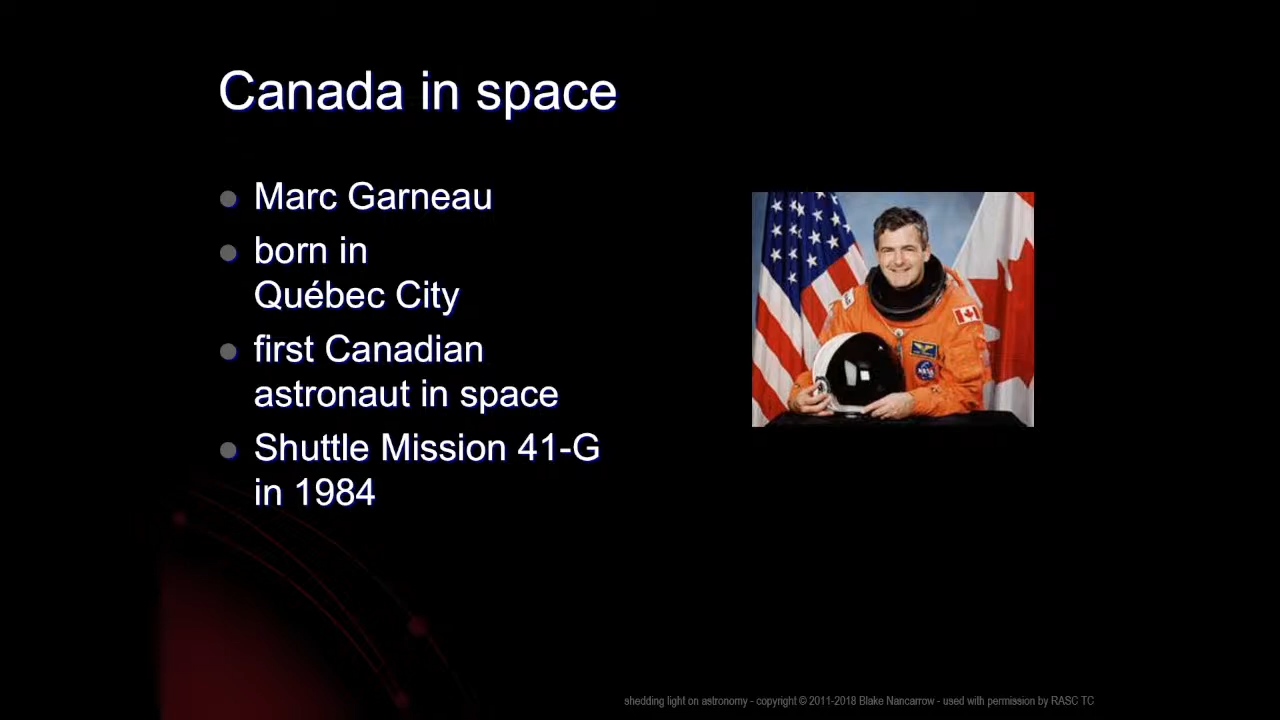 Canada in space
Marc Garneau
born in
Québec City
first Canadian
astronaut in space
Shuttle Mission 41-G
in 1984
NASA
shedding light on astronomy - copyright © 2011-2018 Blake Nancarrow - used with permission by RASC TC